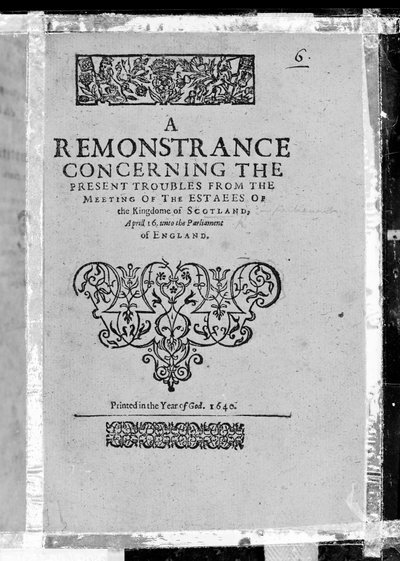 6.
A
REMONSTRANCE
CONCERNING THE
PRESENT TROUBLES FROM THE
MEETING OF THE ESTAEES OF
the Kingdome of SCOTLAND,
Aprill 16, unto the Parliament
of ENGLAND.
Printed in the Year of God. 1640.